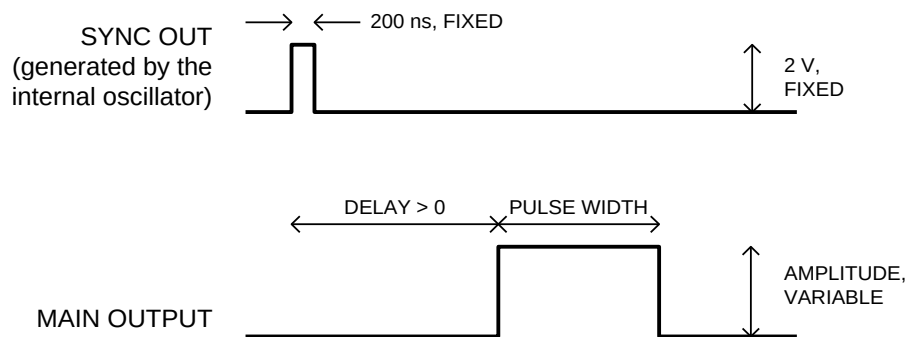 200 ns, FIXED
SYNC OUT
(generated by the
internal oscillator)
2 V,
FIXED
DELAY > 0
PULSE WIDTH
AMPLITUDE,
VARIABLE
MAIN OUTPUT